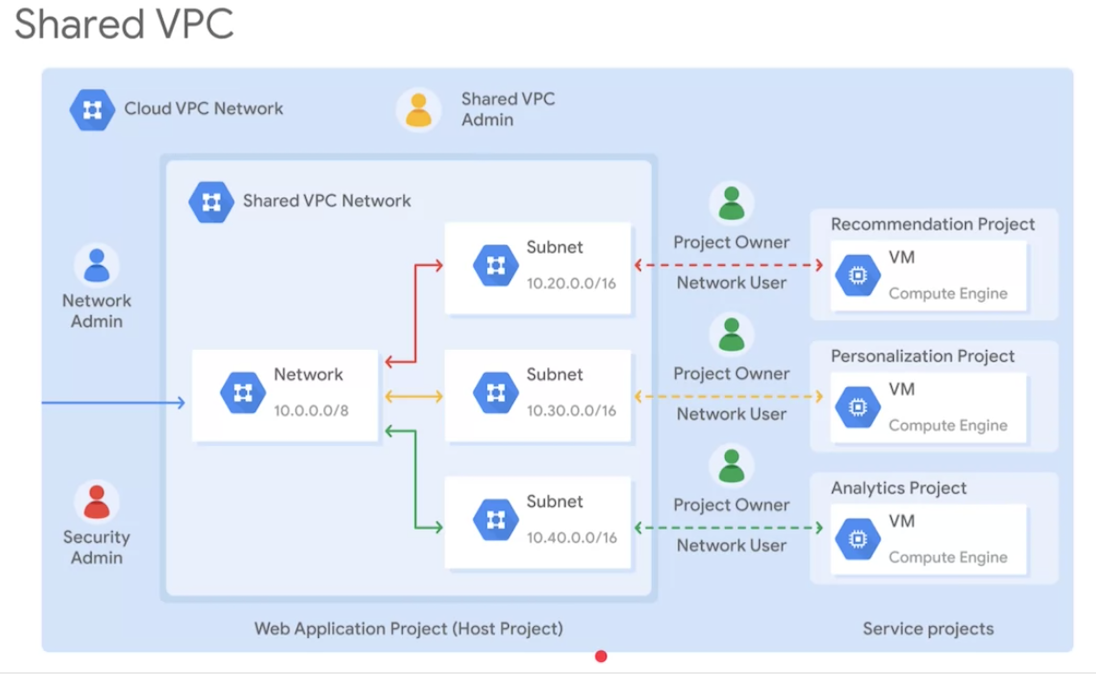 Shared VPC
Cloud VPC Network
Shared VPC
Admin
Shared VPC Network
Network
Admin
Security
Admin
Network
10.0.0.0/8
Subnet
10.20.0.0/16
Subnet
10.30.0.0/16
Subnet
10.40.0.0/16
Project Owner
Network User
Project Owner
Network User
Project Owner
Network User
Recommendation Project
VM
Compute Engine
Personalization Project
VM
Compute Engine
Analytics Project
VM
Compute Engine
Web Application Project (Host Project)
Service projects